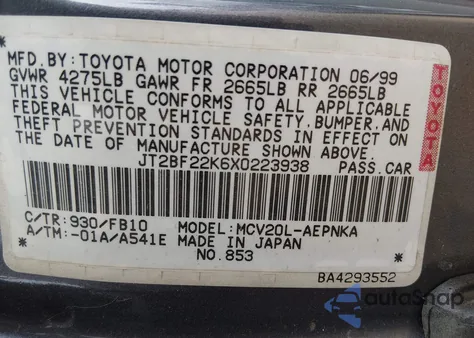 MFD.BY: TOYOTA MOTOR CORPORATION 06/99
GVWR 4275LB GAWR FR 2665LB RR 2665LB
THIS VEHICLE CONFORMS TO ALL APPLICABLE
FEDERAL MOTOR VEHICLE SAFETY,BUMPER,AND
THEFT PREVENTION STANDARDS IN EFFECT ON
THE DATE OF MANUFACTURE SHOWN ABOVE.
JT2BF22K6X0223938 PASS.CAR
TOYOTA
C/TR:930/FB10 MODEL:MCV20L-AEPNKA
A/TM:-01A/A541E MADE IN JAPAN
NO.853
BA4293552
autoSnap